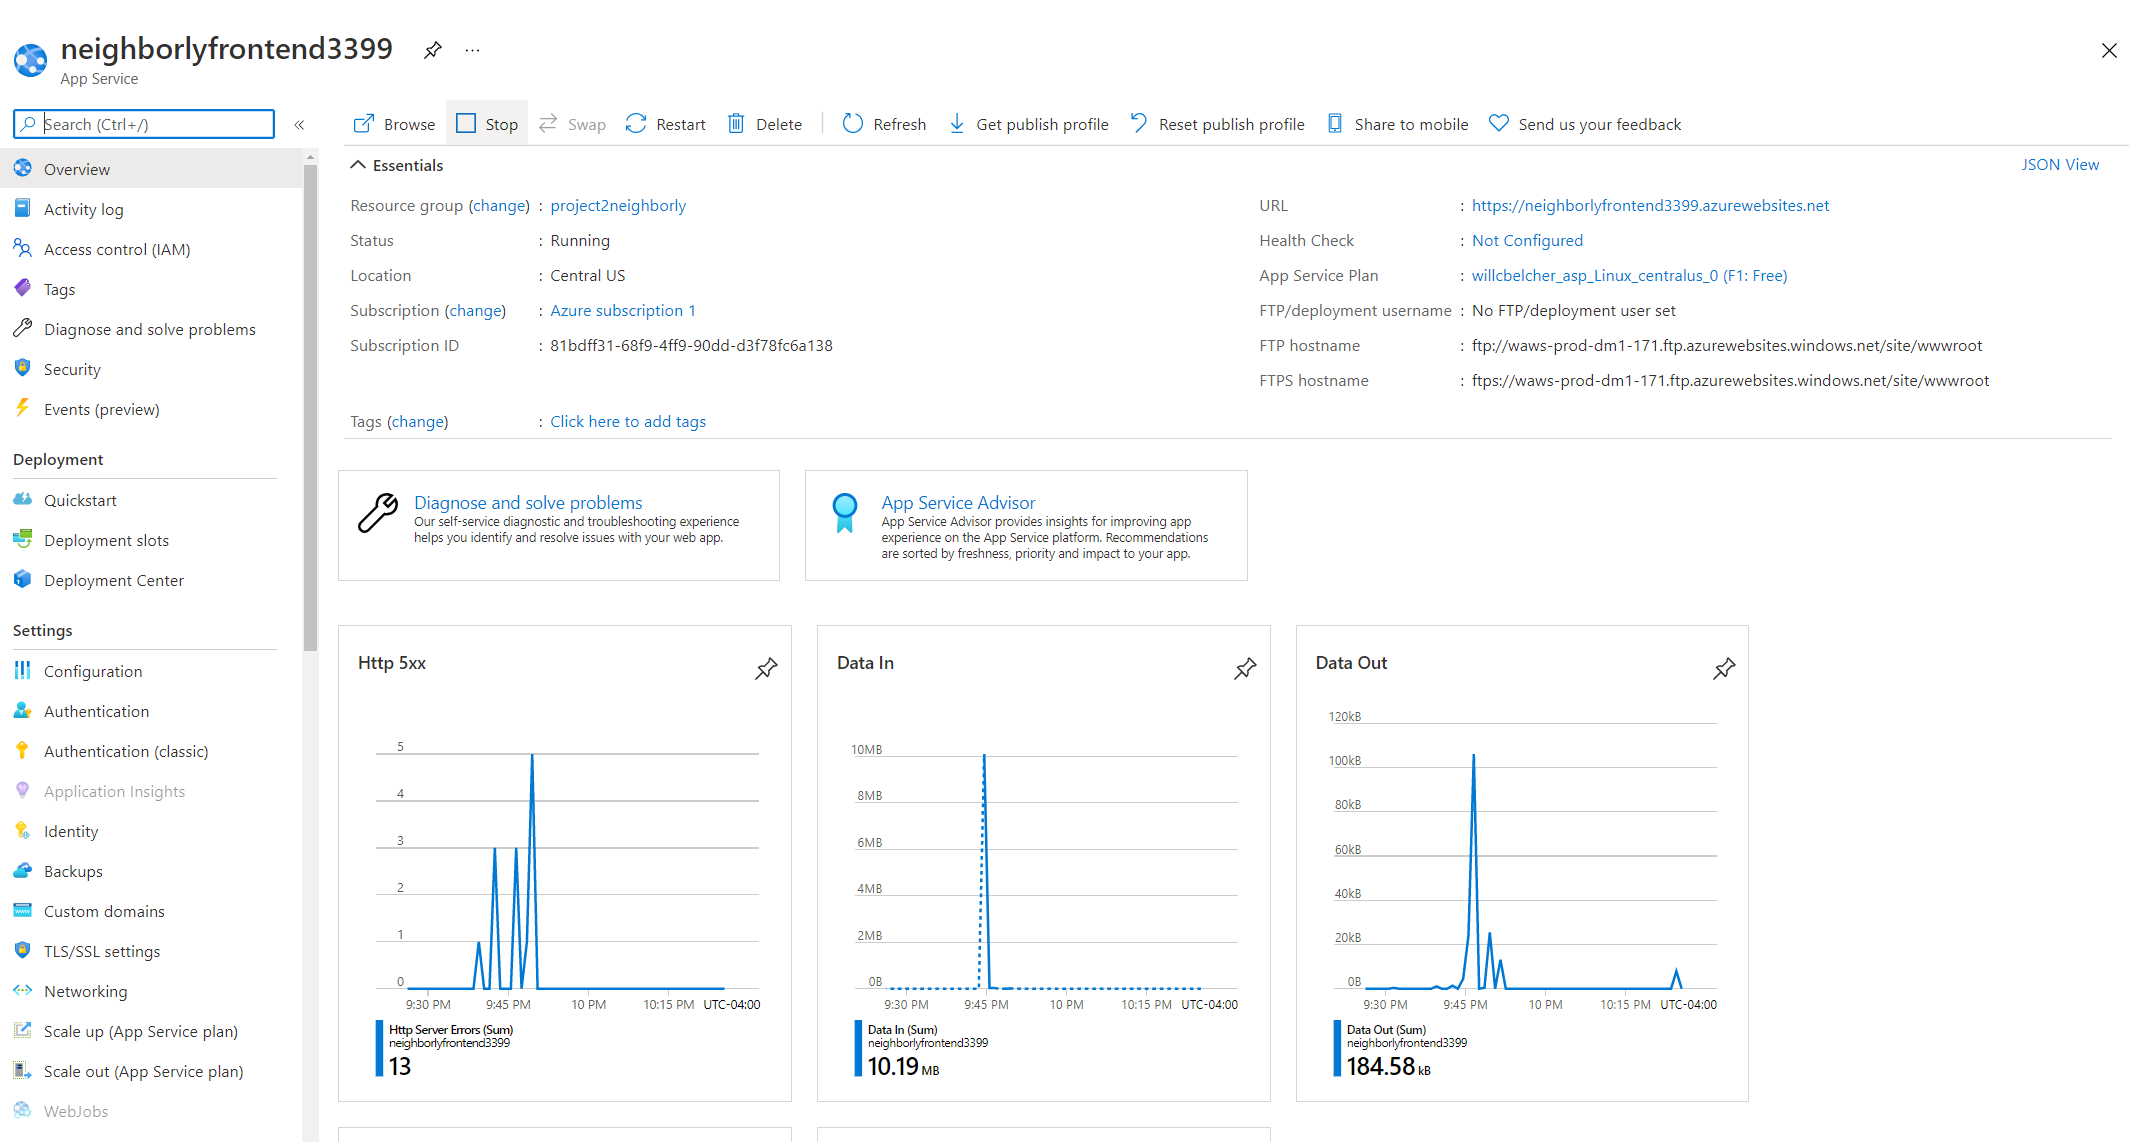 neighborlyfrontend3399
App Service
Search (Ctrl+/)
«
Browse
Stop
Swap
Restart
Delete
Refresh
Get publish profile
Reset publish profile
Share to mobile
Send us your feedback
Overview
Activity log
Access control (IAM)
Tags
Diagnose and solve problems
Security
Events (preview)
Deployment
Quickstart
Deployment slots
Deployment Center
Settings
Configuration
Authentication
Authentication (classic)
Application Insights
Identity
Backups
Custom domains
TLS/SSL settings
Networking
Scale up (App Service plan)
Scale out (App Service plan)
WebJobs
Essentials
JSON View
Resource group (change) : project2neighborly
Status : Running
Location : Central US
Subscription (change) : Azure subscription 1
Subscription ID : 81bdff31-68f9-4ff9-90dd-d3f78fc6a138
Tags (change) : Click here to add tags
URL : https://neighborlyfrontend3399.azurewebsites.net
Health Check : Not Configured
App Service Plan : willcbelcher_asp_Linux_centralus_0 (F1: Free)
FTP/deployment username : No FTP/deployment user set
FTP hostname : ftp://waws-prod-dm1-171.ftp.azurewebsites.windows.net/site/wwwroot
FTPS hostname : ftps://waws-prod-dm1-171.ftp.azurewebsites.windows.net/site/wwwroot
Diagnose and solve problems
Our self-service diagnostic and troubleshooting experience
helps you identify and resolve issues with your web app.
App Service Advisor
App Service Advisor provides insights for improving app
experience on the App Service platform. Recommendations
are sorted by freshness, priority and impact to your app.
Http 5xx
5
4
3
2
1
0
9:30 PM 9:45 PM 10 PM 10:15 PM UTC-04:00
Http Server Errors (Sum)
neighborlyfrontend3399
13
Data In
10MB
8MB
6MB
4MB
2MB
0B
9:30 PM 9:45 PM 10 PM 10:15 PM UTC-04:00
Data In (Sum)
neighborlyfrontend3399
10.19 MB
Data Out
120kB
100kB
80kB
60kB
40kB
20kB
0B
9:30 PM 9:45 PM 10 PM 10:15 PM UTC-04:00
Data Out (Sum)
neighborlyfrontend3399
184.58 kB